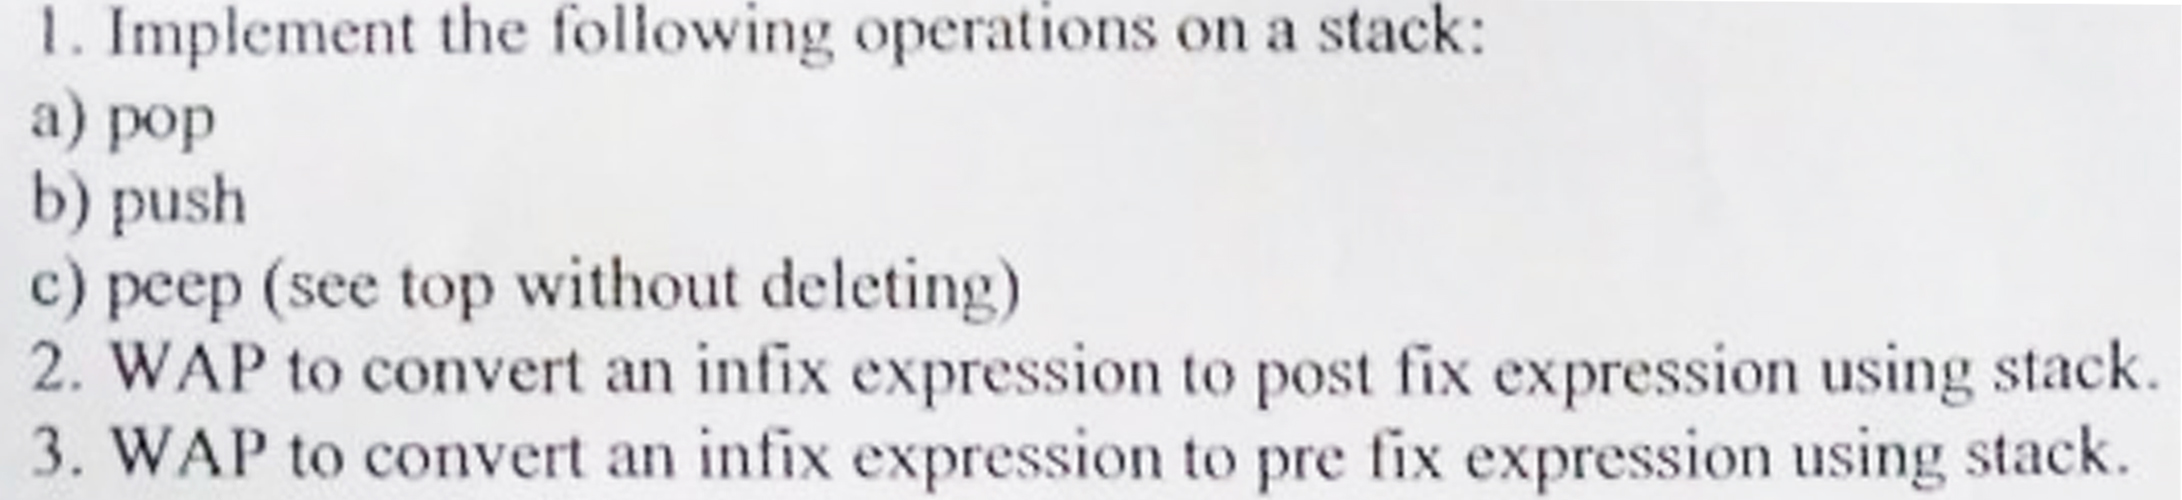 1. Implement the following operations on a stack:
a) pop
b) push
c) peep (see top without deleting)
2. WAP to convert an infix expression to post fix expression using stack.
3. WAP to convert an infix expression to pre fix expression using stack.